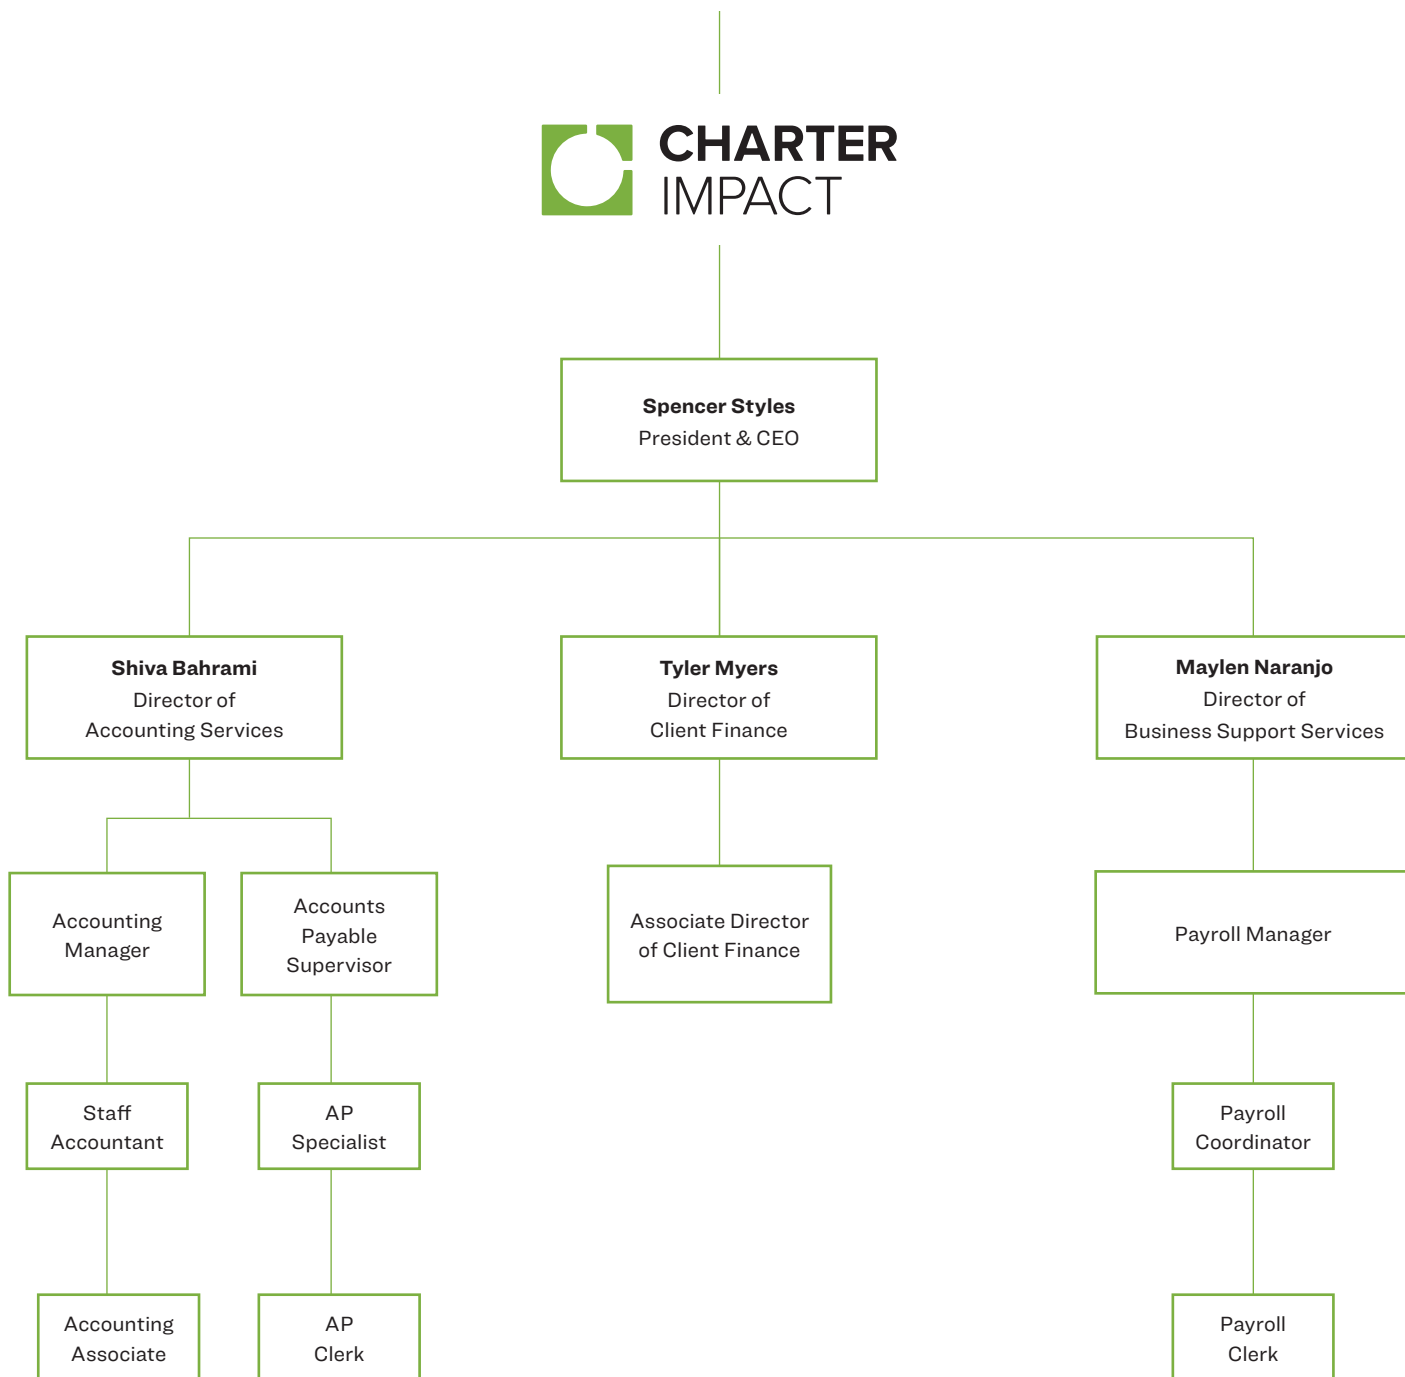 CHARTER
IMPACT
Spencer Styles
President & CEO
Shiva Bahrami
Director of
Accounting Services
Tyler Myers
Director of
Client Finance
Maylen Naranjo
Director of
Business Support Services
Accounting
Manager
Accounts
Payable
Supervisor
Associate Director
of Client Finance
Payroll Manager
Staff
Accountant
AP
Specialist
Payroll
Coordinator
Accounting
Associate
AP
Clerk
Payroll
Clerk